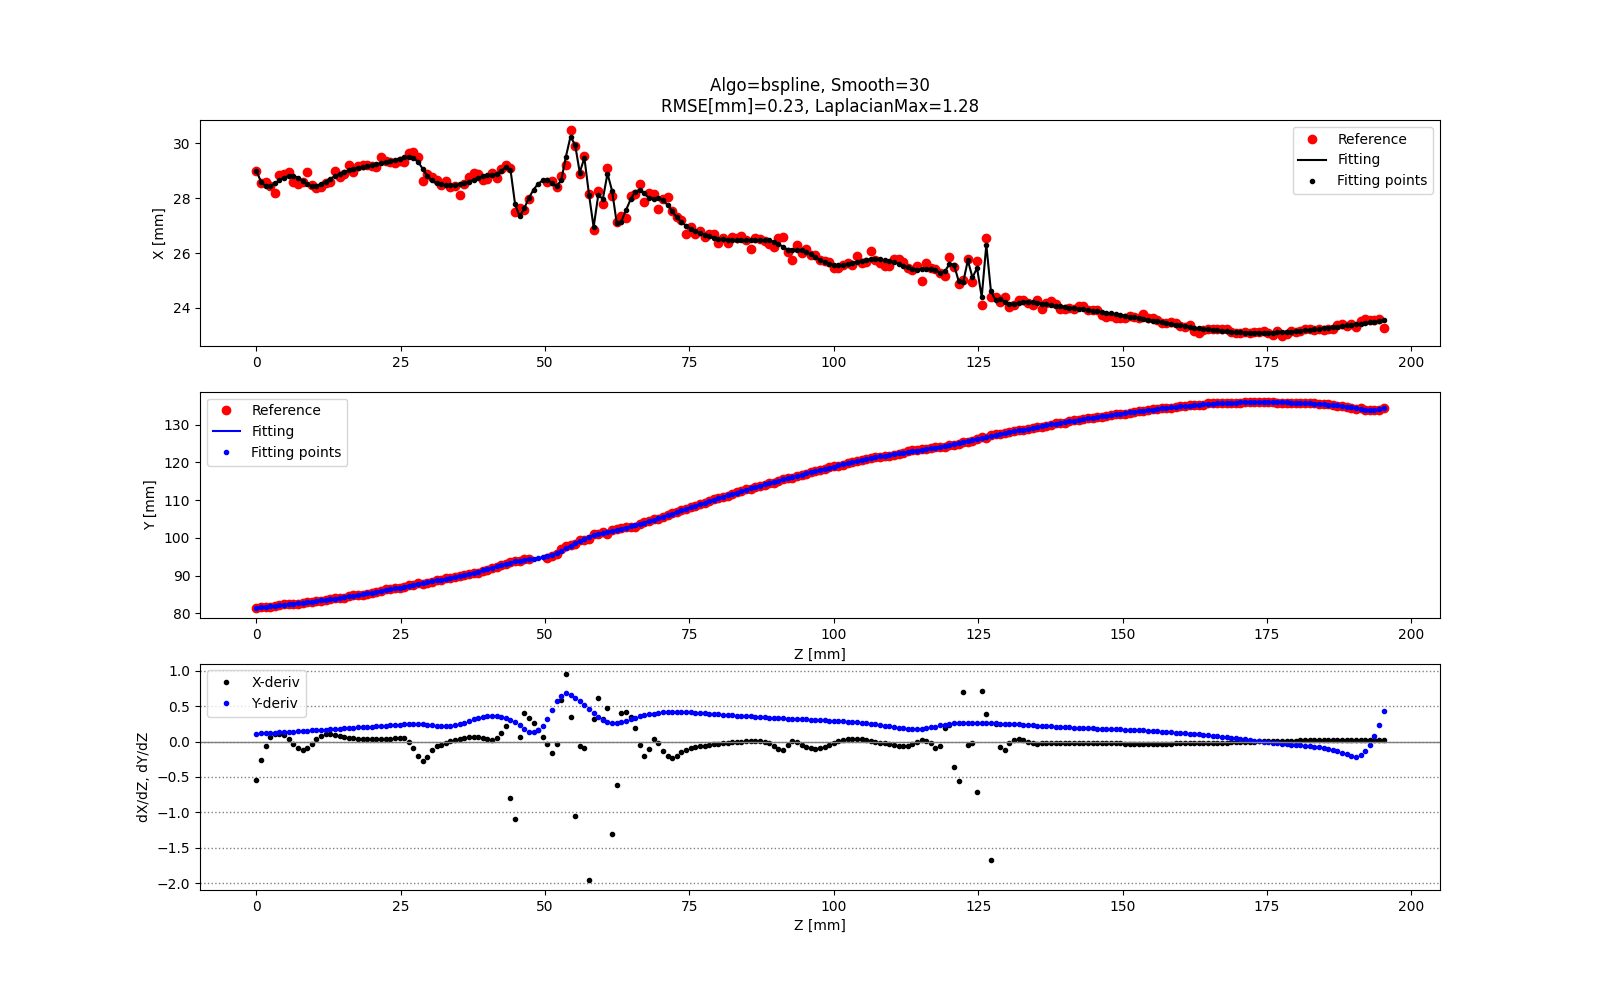 Algo=bspline, Smooth=30
RMSE[mm]=0.23, LaplacianMax=1.28
X [mm]
30
28
26
24
Reference
Fitting
Fitting points
0 25 50 75 100 125 150 175 200
Y [mm]
130
120
110
100
90
80
Reference
Fitting
Fitting points
0 25 50 75 100 125 150 175 200
Z [mm]
dX/dZ, dY/dZ
1.0
0.5
0.0
−0.5
−1.0
−1.5
−2.0
X-deriv
Y-deriv
0 25 50 75 100 125 150 175 200
Z [mm]